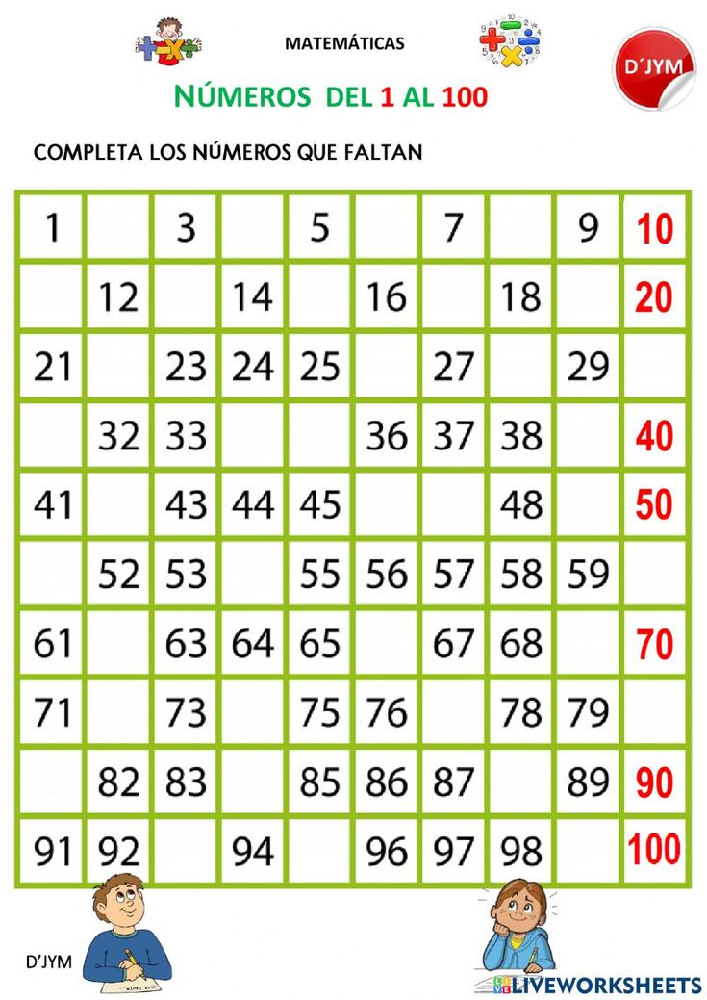 MATEMÁTICAS
D´JYM
NÚMEROS DEL 1 AL 100
COMPLETA LOS NÚMEROS QUE FALTAN
1 3 5 7 9 10
12 14 16 18 20
21 23 24 25 27 29
32 33 36 37 38 40
41 43 44 45 48 50
52 53 55 56 57 58 59
61 63 64 65 67 68 70
71 73 75 76 78 79
82 83 85 86 87 89 90
91 92 94 96 97 98 100
D’JYM
LIVEWORKSHEETS